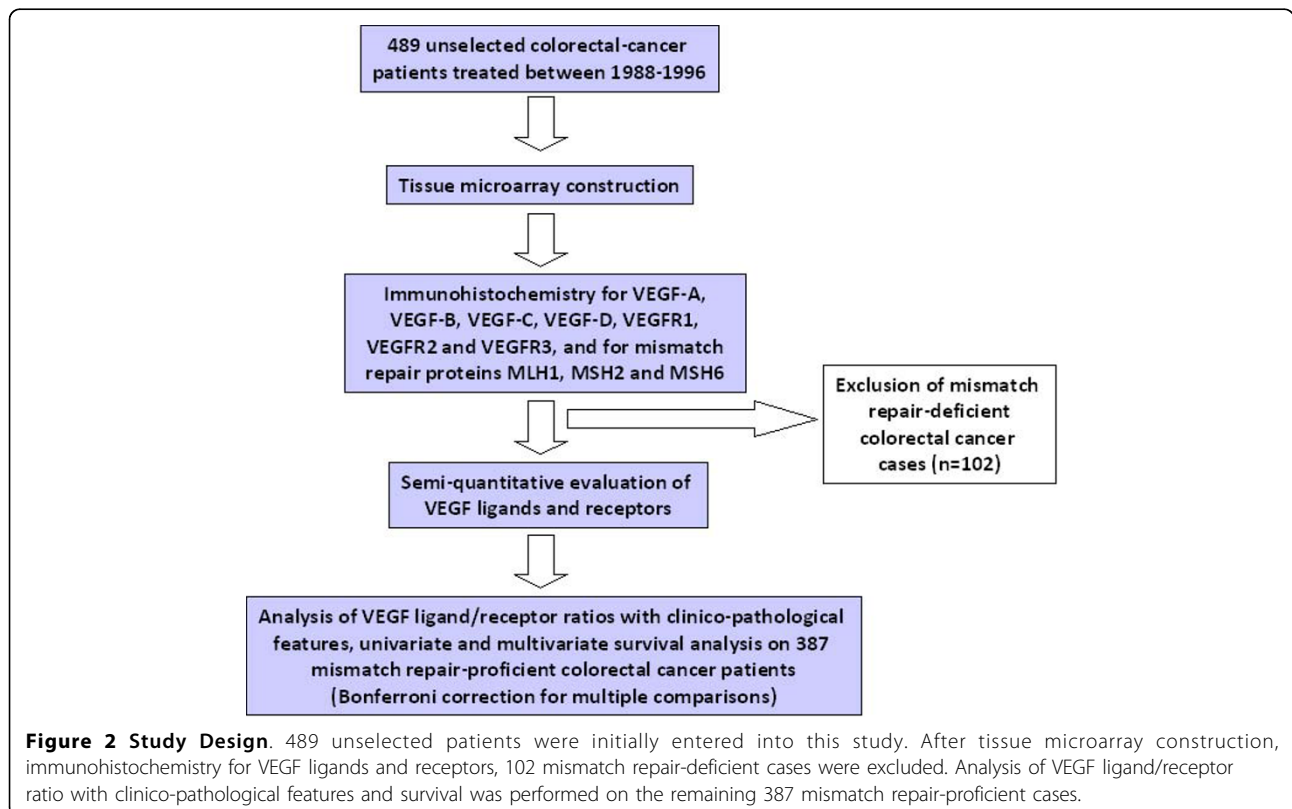 489 unselected colorectal-cancer
patients treated between 1988-1996
Tissue microarray construction
Immunohistochemistry for VEGF-A,
VEGF-B, VEGF-C, VEGF-D, VEGFR1,
VEGFR2 and VEGFR3, and for mismatch
repair proteins MLH1, MSH2 and MSH6
Exclusion of mismatch
repair-deficient
colorectal cancer
cases (n=102)
Semi-quantitative evaluation of
VEGF ligands and receptors
Analysis of VEGF ligand/receptor ratios with clinico-pathological
features, univariate and multivariate survival analysis on 387
mismatch repair-proficient colorectal cancer patients
(Bonferroni correction for multiple comparisons)
Figure 2 Study Design. 489 unselected patients were initially entered into this study. After tissue microarray construction,
immunohistochemistry for VEGF ligands and receptors, 102 mismatch repair-deficient cases were excluded. Analysis of VEGF ligand/receptor
ratio with clinico-pathological features and survival was performed on the remaining 387 mismatch repair-proficient cases.